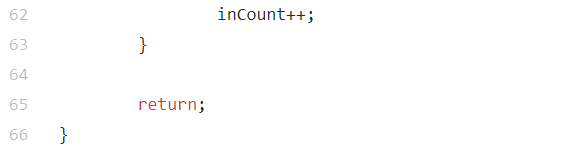 62                    inCount++;
63            }
64
65            return;
66    }